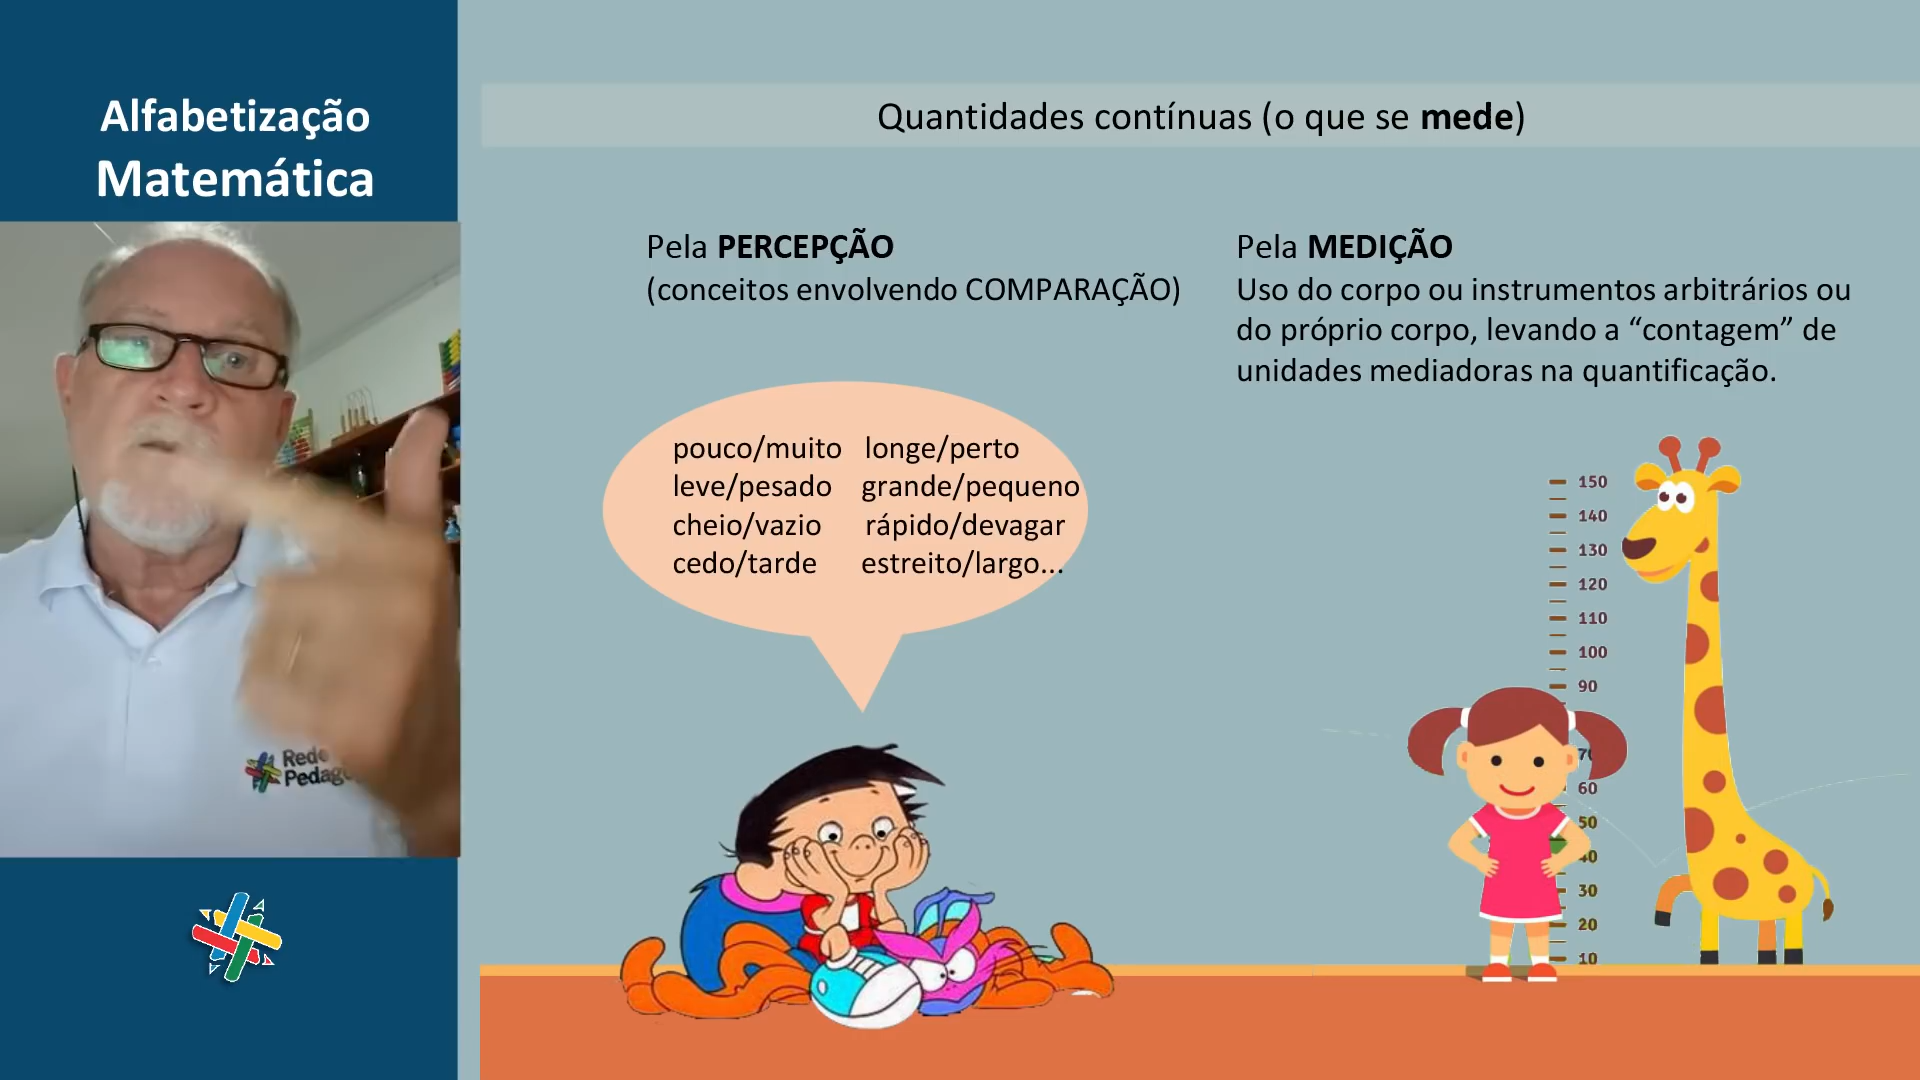 Alfabetização
Matemática
Quantidades contínuas (o que se mede)
Pela PERCEPÇÃO
(conceitos envolvendo COMPARAÇÃO)
Pela MEDIÇÃO
Uso do corpo ou instrumentos arbitrários ou
do próprio corpo, levando a “contagem” de
unidades mediadoras na quantificação.
pouco/muito longe/perto
leve/pesado grande/pequeno
cheio/vazio rápido/devagar
cedo/tarde estreito/largo...
150
140
130
120
110
100
90
60
50
30
20
10
Rede